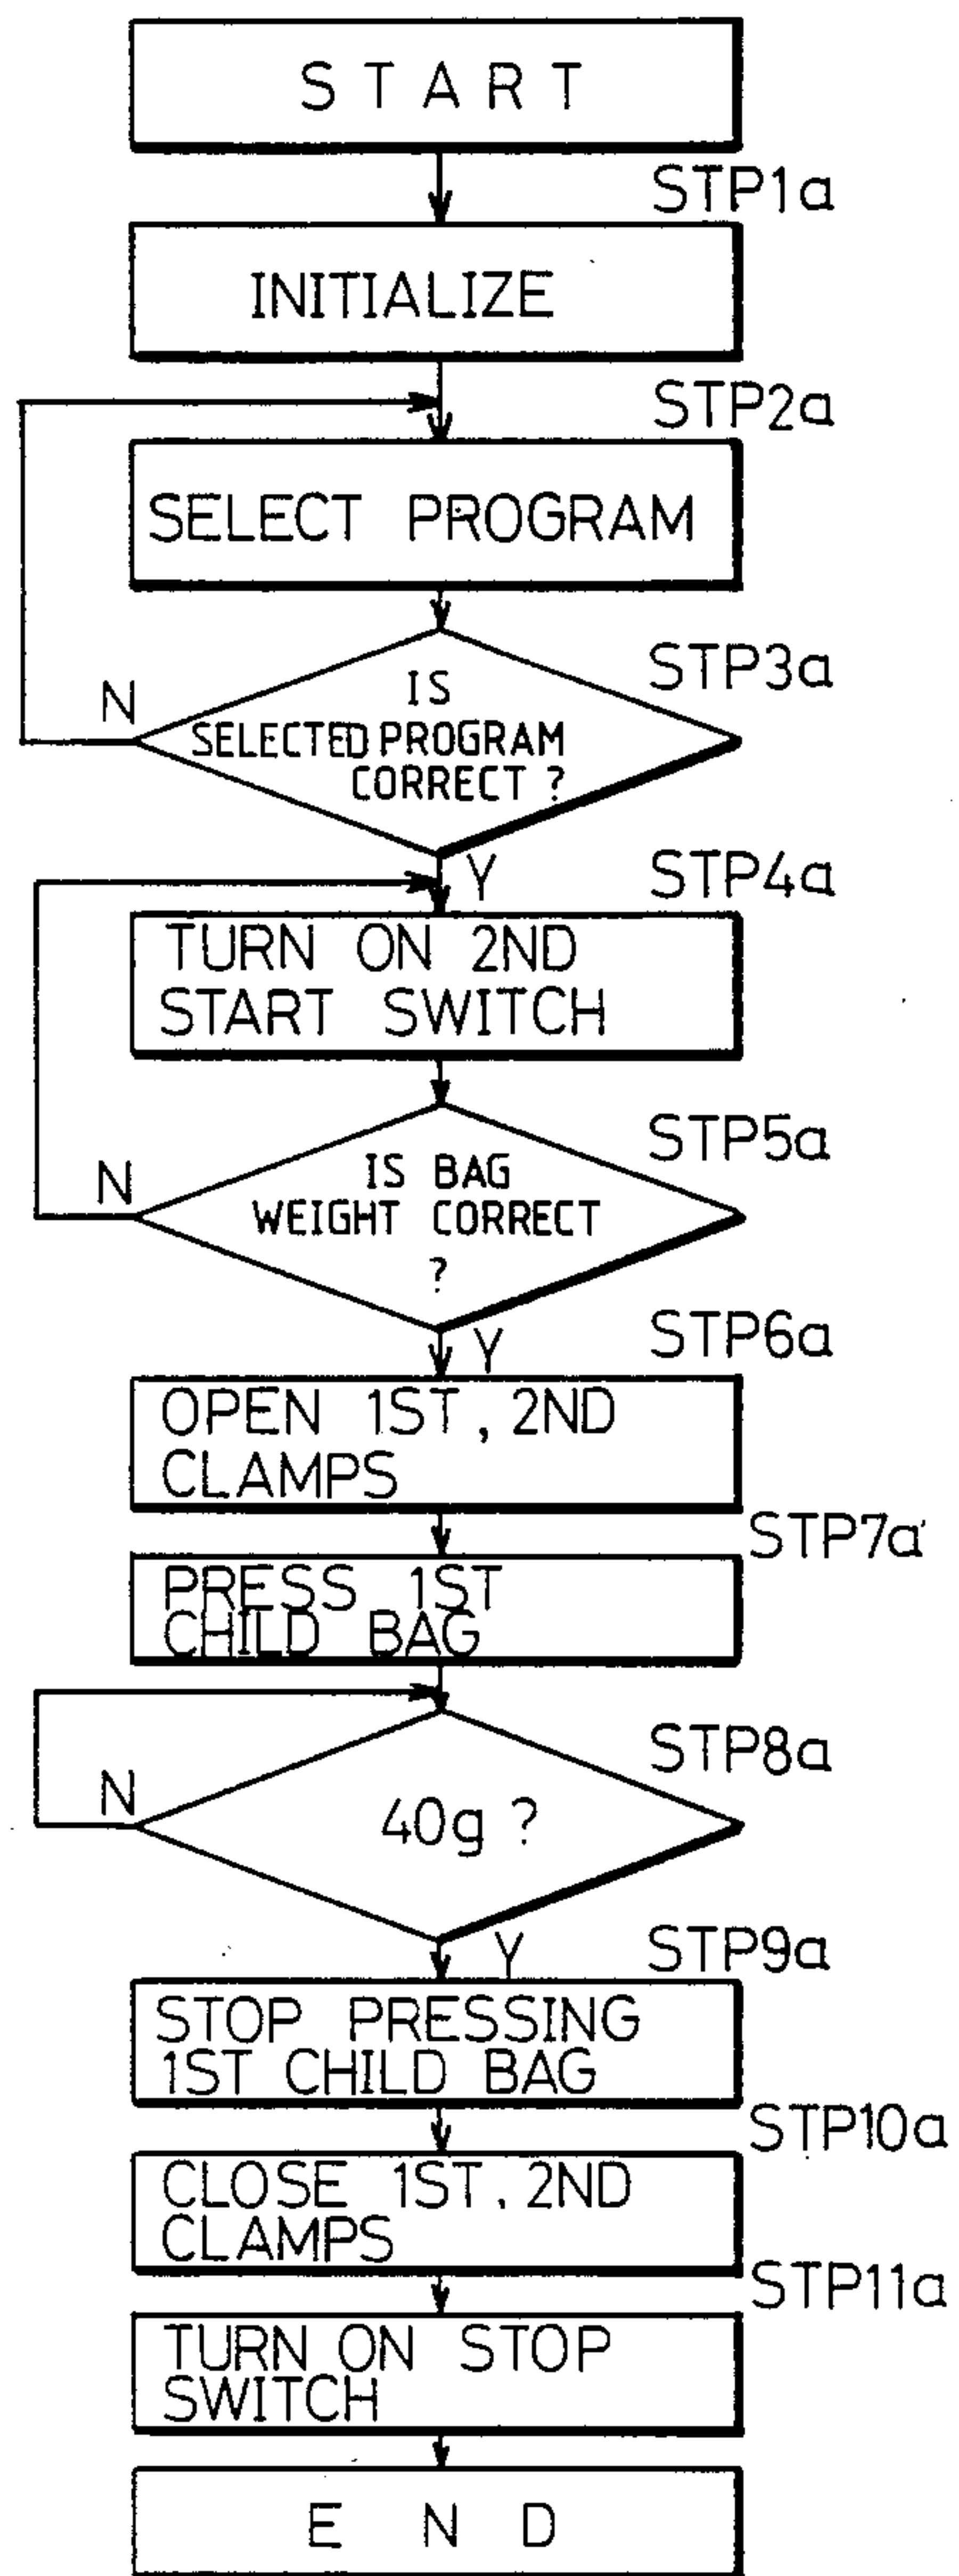 START
STP1a
INITIALIZE
STP2a
SELECT PROGRAM
STP3a
IS
N
SELECTED PROGRAM
CORRECT ?
Y
STP4a
TURN ON 2ND
START SWITCH
STP5a
IS BAG
N
WEIGHT CORRECT
?
Y
STP6a
OPEN 1ST, 2ND
CLAMPS
STP7a
PRESS 1ST
CHILD BAG
STP8a
N
40g ?
Y
STP9a
STOP PRESSING
1ST CHILD BAG
STP10a
CLOSE 1ST. 2ND
CLAMPS
STP11a
TURN ON STOP
SWITCH
END